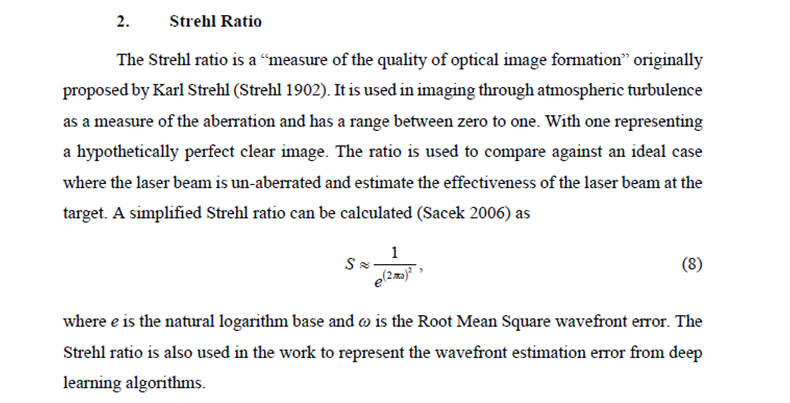 2. Strehl Ratio
The Strehl ratio is a “measure of the quality of optical image formation” originally
proposed by Karl Strehl (Strehl 1902). It is used in imaging through atmospheric turbulence
as a measure of the aberration and has a range between zero to one. With one representing
a hypothetically perfect clear image. The ratio is used to compare against an ideal case
where the laser beam is un-aberrated and estimate the effectiveness of the laser beam at the
target. A simplified Strehl ratio can be calculated (Sacek 2006) as
S ≈ 1 / e^(2πω)^2 , (8)
where e is the natural logarithm base and ω is the Root Mean Square wavefront error. The
Strehl ratio is also used in the work to represent the wavefront estimation error from deep
learning algorithms.